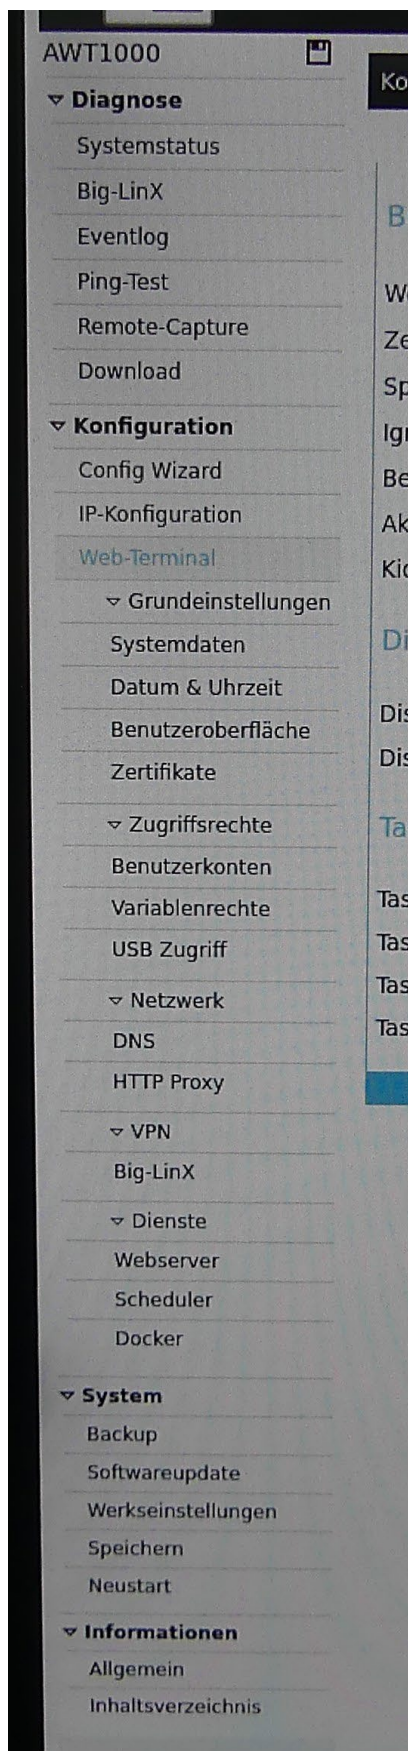 AWT1000
Diagnose
Systemstatus
Big-LinX
Eventlog
Ping-Test
Remote-Capture
Download
Konfiguration
Config Wizard
IP-Konfiguration
Web-Terminal
Grundeinstellungen
Systemdaten
Datum & Uhrzeit
Benutzeroberfläche
Zertifikate
Zugriffsrechte
Benutzerkonten
Variablenrechte
USB Zugriff
Netzwerk
DNS
HTTP Proxy
VPN
Big-LinX
Dienste
Webserver
Scheduler
Docker
System
Backup
Softwareupdate
Werkseinstellungen
Speichern
Neustart
Informationen
Allgemein
Inhaltsverzeichnis